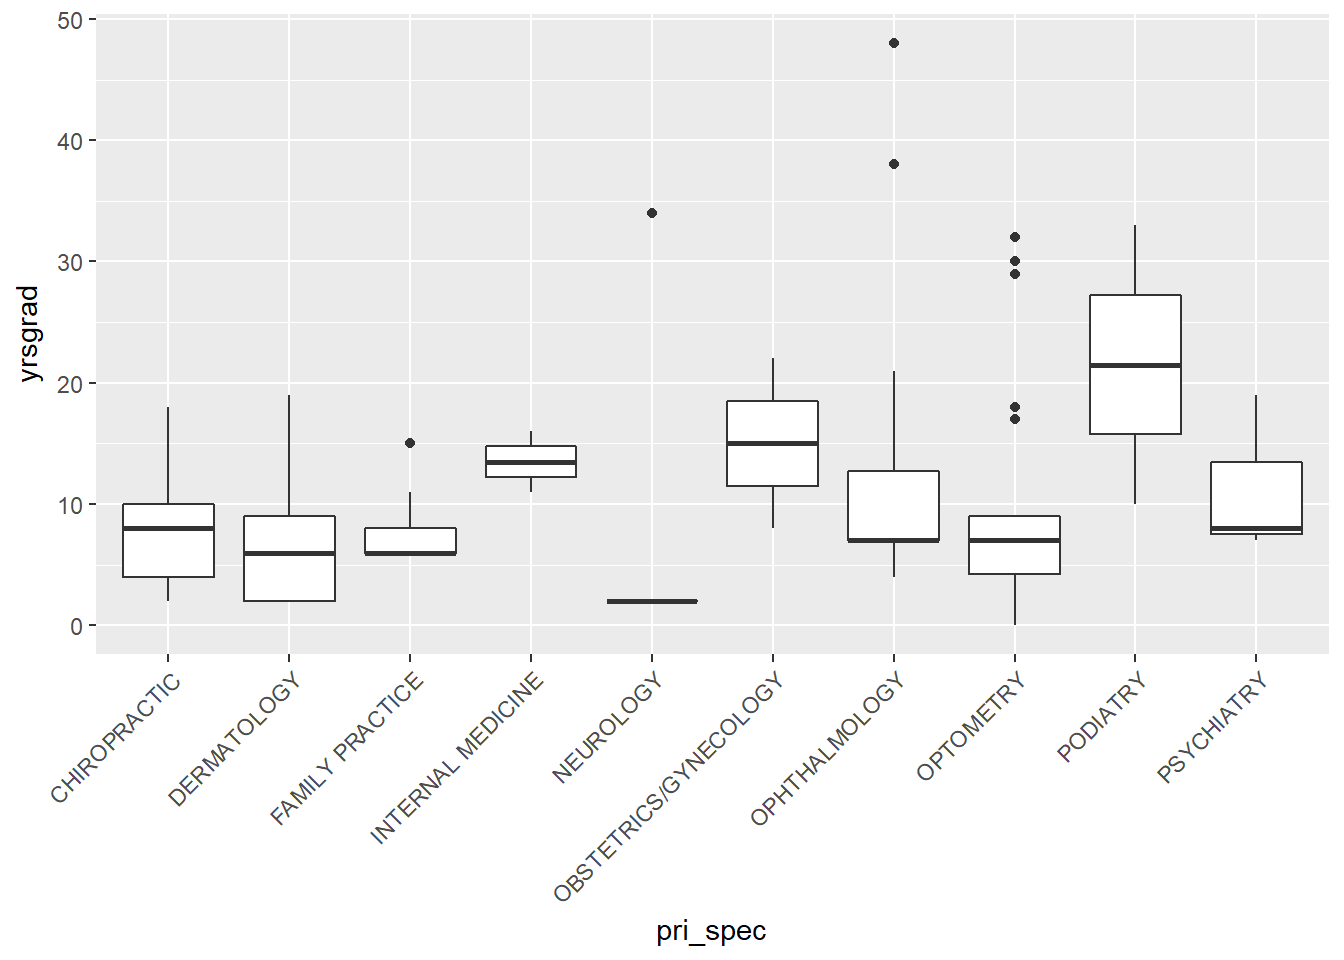 50
40
30
20
10
0
yrsgrad
CHIROPRACTIC
DERMATOLOGY
FAMILY PRACTICE
INTERNAL MEDICINE
NEUROLOGY
OBSTETRICS/GYNECOLOGY
OPHTHALMOLOGY
OPTOMETRY
PODIATRY
PSYCHIATRY
pri_spec